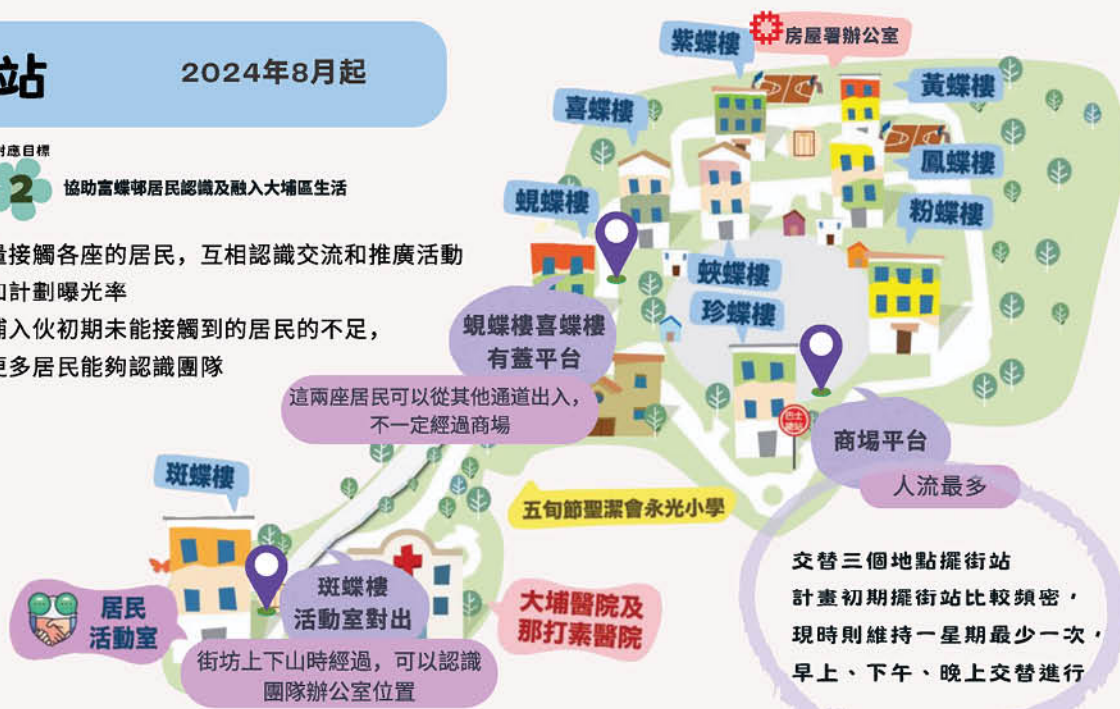 站
2024年8月起
對應目標
2
協助富蝶邨居民認識及融入大埔區生活
接觸各座的居民，互相認識交流和推廣活動
計劃曝光率
入伙初期未能接觸到的居民的不足，
更多居民能夠認識團隊
紫蝶樓
房屋署辦公室
黃蝶樓
喜蝶樓
鳳蝶樓
蜆蝶樓
粉蝶樓
蛺蝶樓
珍蝶樓
蜆蝶樓喜蝶樓
有蓋平台
這兩座居民可以從其他通道出入，
不一定經過商場
巴士
總站
商場平台
人流最多
斑蝶樓
五旬節聖潔會永光小學
居民
活動室
斑蝶樓
活動室對出
大埔醫院及
那打素醫院
街坊上下山時經過，可以認識
團隊辦公室位置
交替三個地點擺街站
計畫初期擺街站比較頻密，
現時則維持一星期最少一次，
早上、下午、晚上交替進行